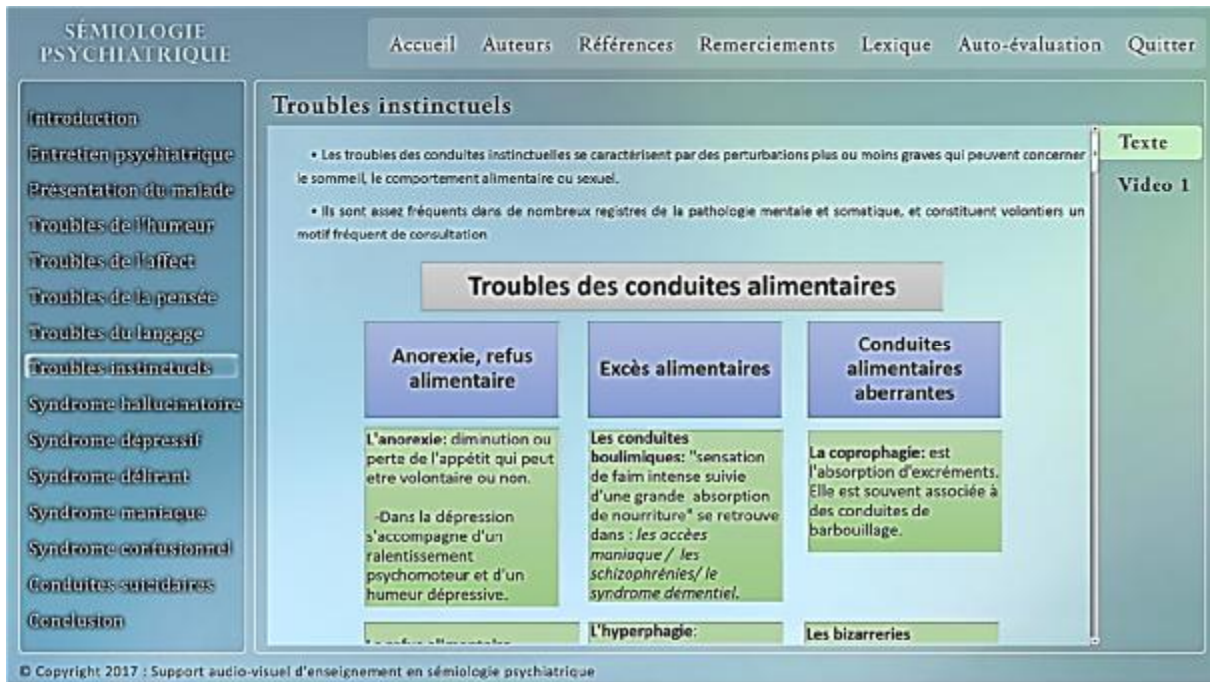 SÉMIOLOGIE
PSYCHIATRIQUE
Accueil Auteurs Références Remerciements Lexique Auto-évaluation Quitter
Introduction
Entretien psychiatrique
Présentation du malade
Troubles de l'humeur
Troubles de l'affect
Troubles de la pensée
Troubles du langage
Troubles instinctuels
Syndrome hallucinatoire
Syndrome dépressif
Syndrome délirant
Syndrome maniaque
Syndrome confusionnel
Conduites suicidaires
Conclusion
Troubles instinctuels
Texte
Video 1
• Les troubles des conduites instinctuelles se caractérisent par des perturbations plus ou moins graves qui peuvent concerner
le sommeil, le comportement alimentaire ou sexuel.
• Ils sont assez fréquents dans de nombreux registres de la pathologie mentale et somatique, et constituent volontiers un
motif fréquent de consultation
Troubles des conduites alimentaires
Anorexie, refus
alimentaire
L'anorexie: diminution ou
perte de l'appétit qui peut
etre volontaire ou non.
-Dans la dépression
s'accompagne d'un
ralentissement
psychomoteur et d'un
humeur dépressive.
Excès alimentaires
Les conduites
boulimiques: "sensation
de faim intense suivie
d'une grande absorption
de nourriture" se retrouve
dans : les accées
maniaque / les
schizophrénies/ le
syndrome démentiel.
L'hyperphagie:
Conduites
alimentaires
aberrantes
La coprophagie: est
l'absorption d'excréments.
Elle est souvent associée à
des conduites de
barbouillage.
Les bizarreries
© Copyright 2017 : Support audio-visuel d'enseignement en sémiologie psychiatrique